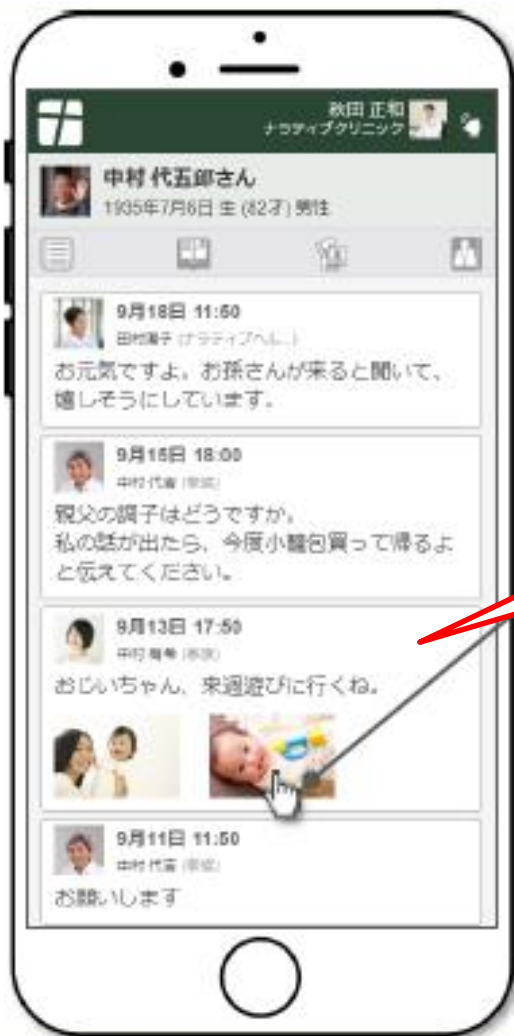 秋田 正和
ナラティブクリニック
中村 代五郎さん
1935年7月6日 生 (82才) 男性
9月18日 11:50
お元気ですよ。お孫さんが来ると聞いて、
嬉しそうにしています。
9月15日 18:00
中村 代
親父の調子はどうですか。
私の話が出たら、今度小籠包買って帰るよ
と伝えてください。
9月13日 17:50
中村
おじいちゃん、来週遊びに行くね。
9月11日 11:50
中村 代
お願いします